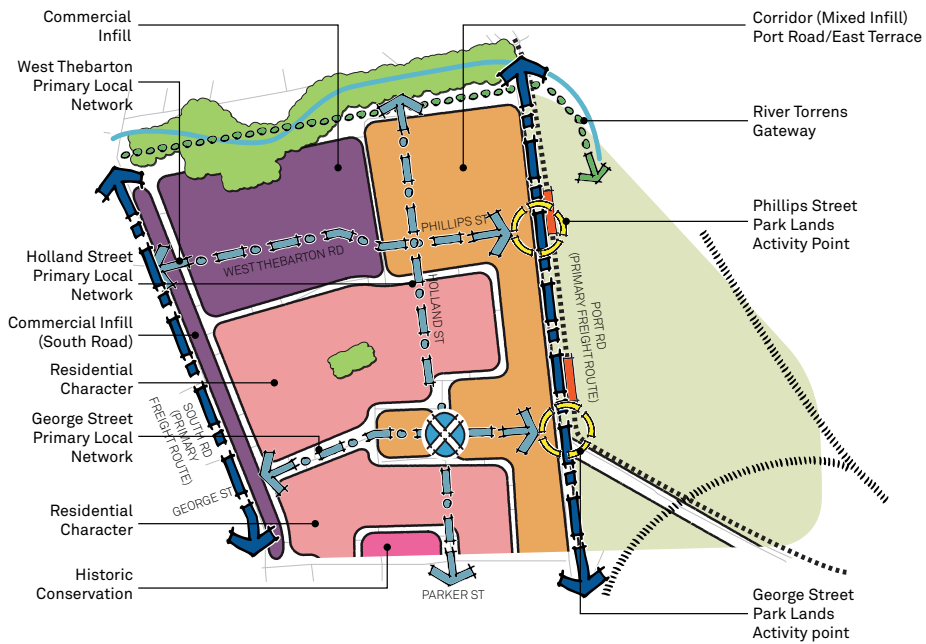 Commercial
Infill
West Thebarton
Primary Local
Network
Holland Street
Primary Local
Network
Commercial Infill
(South Road)
Residential
Character
George Street
Primary Local
Network
Residential
Character
Historic
Conservation
Corridor (Mixed Infill)
Port Road/East Terrace
River Torrens
Gateway
Phillips Street
Park Lands
Activity Point
George Street
Park Lands
Activity point
PHILLIPS ST
WEST THEBARTON RD
HOLLAND ST
PORT RD
(PRIMARY FREIGHT ROUTE)
SOUTH RD
(PRIMARY
FREIGHT ROUTE)
GEORGE ST
PARKER ST